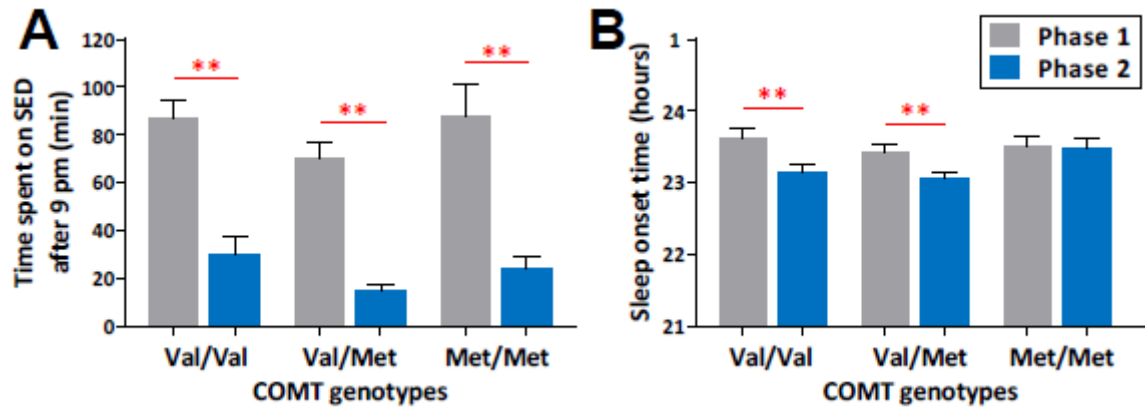 A
Time spent on SED
after 9 pm (min)
120
100
80
60
40
20
0
**
**
**
Val/Val
Val/Met
Met/Met
COMT genotypes
B
Sleep onset time (hours)
1
24
23
22
21
**
**
Val/Val
Val/Met
Met/Met
COMT genotypes
Phase 1
Phase 2